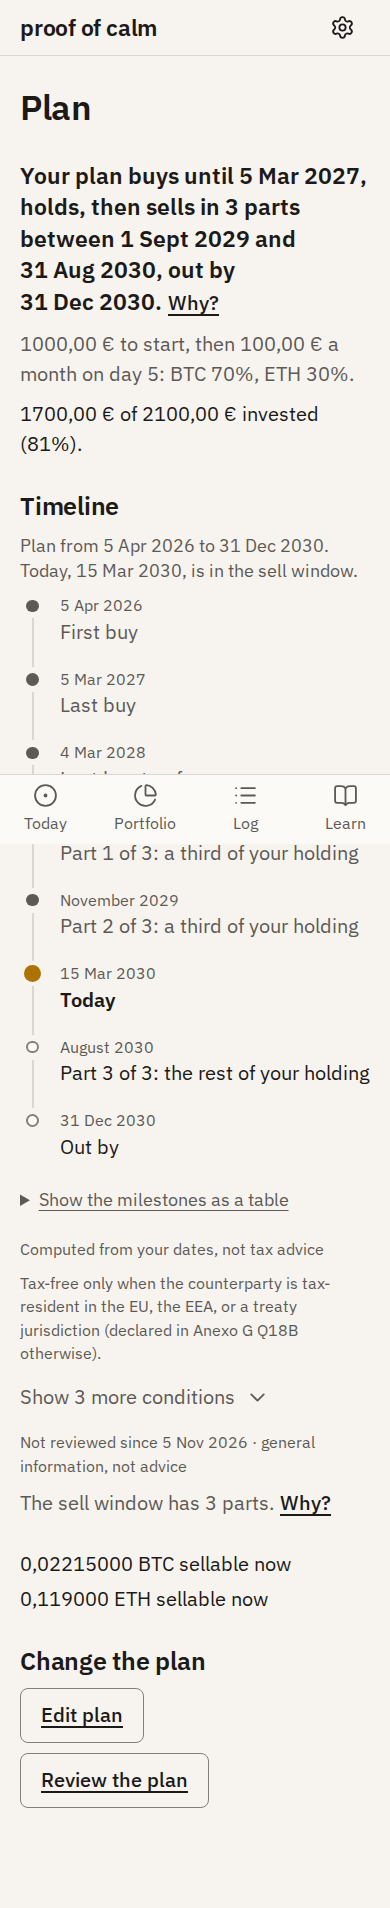 proof of calm
Plan
Your plan buys until 5 Mar 2027,
holds, then sells in 3 parts
between 1 Sept 2029 and
31 Aug 2030, out by
31 Dec 2030. Why?
1000,00 € to start, then 100,00 € a
month on day 5: BTC 70%, ETH 30%.
1700,00 € of 2100,00 € invested
(81%).
Timeline
Plan from 5 Apr 2026 to 31 Dec 2030.
Today, 15 Mar 2030, is in the sell window.
5 Apr 2026
First buy
5 Mar 2027
Last buy
4 Mar 2028
Today
Portfolio
Log
Learn
Part 1 of 3: a third of your holding
November 2029
Part 2 of 3: a third of your holding
15 Mar 2030
Today
August 2030
Part 3 of 3: the rest of your holding
31 Dec 2030
Out by
Show the milestones as a table
Computed from your dates, not tax advice
Tax-free only when the counterparty is tax-
resident in the EU, the EEA, or a treaty
jurisdiction (declared in Anexo G Q18B
otherwise).
Show 3 more conditions
Not reviewed since 5 Nov 2026 · general
information, not advice
The sell window has 3 parts. Why?
0,02215000 BTC sellable now
0,119000 ETH sellable now
Change the plan
Edit plan
Review the plan